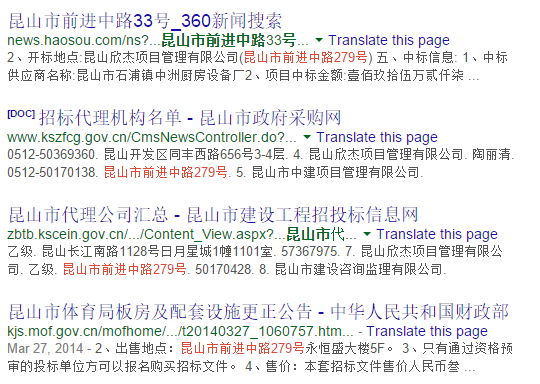 昆山市前进中路33号_360新闻搜索
news.haosou.com/ns?...昆山市前进中路33号... ▾ Translate this page
2、开标地点:昆山欣杰项目管理有限公司(昆山市前进中路279号) 五、中标信息: 1、中标
供应商名称:昆山市石浦镇中洲厨房设备厂2、项目中标金额:壹佰玖拾伍万贰仟柒 ...
[DOC] 招标代理机构名单 - 昆山市政府采购网
www.kszfcg.gov.cn/CmsNewsController.do?... ▾ Translate this page
0512-50369360. 昆山开发区同丰西路656号3-4层. 4. 昆山欣杰项目管理有限公司. 陶丽清.
0512-50170138. 昆山市前进中路279号. 5. 昆山市中建项目管理有限公司.
昆山市代理公司汇总 - 昆山市建设工程招投标信息网
zbtb.kscein.gov.cn/.../Content_View.aspx?...昆山市代... ▾ Translate this page
乙级. 昆山长江南路1128号日月星城1幢1101室. 57367975. 7. 昆山欣杰项目管理有限公
司. 乙级. 昆山市前进中路279号. 50170428. 8. 昆山市建设咨询监理有限公司.
昆山市体育局板房及配套设施更正公告 - 中华人民共和国财政部
kjs.mof.gov.cn/mofhome/.../t20140327_1060757.htm... - Translate this page
Mar 27, 2014 - 2、出售地点：昆山市前进中路279号永恒盛大楼5F。 3、只有通过资格预
审的投标单位方可以报名购买招标文件。 4、售价：本套招标文件售价人民币叁 ...